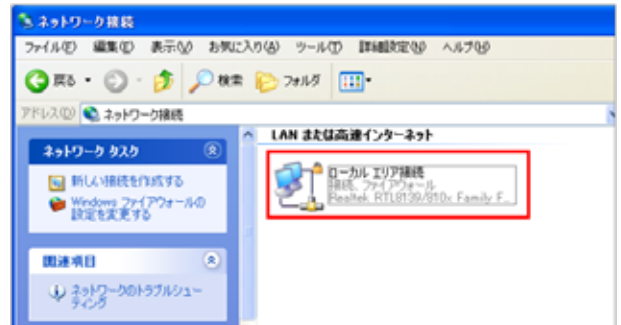 ネットワーク接続
ファイル(F) 編集(E) 表示(V) お気に入り(A) ツール(T) 詳細設定(N) ヘルプ(H)
戻る 検索 フォルダ
アドレス(D) ネットワーク接続
ネットワーク タスク
新しい接続を作成する
Windows ファイアウォールの
設定を変更する
関連項目
ネットワークのトラブルシュー
ティング
LAN または高速インターネット
ローカル エリア接続
接続、ファイアウォール
Realtek RTL8139/810x Family F...